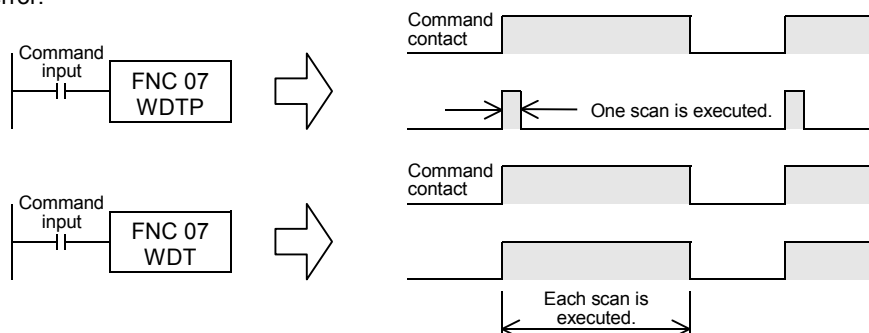 error.
Command
input
FNC 07
WDTP
Command
contact
One scan is executed.
Command
input
FNC 07
WDT
Command
contact
Each scan is
executed.